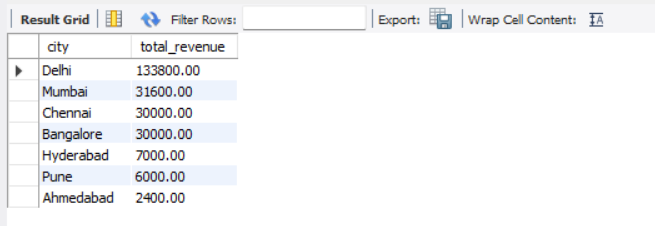 Result Grid Filter Rows: Export: Wrap Cell Content: IA
city total_revenue
Delhi 133800.00
Mumbai 31600.00
Chennai 30000.00
Bangalore 30000.00
Hyderabad 7000.00
Pune 6000.00
Ahmedabad 2400.00